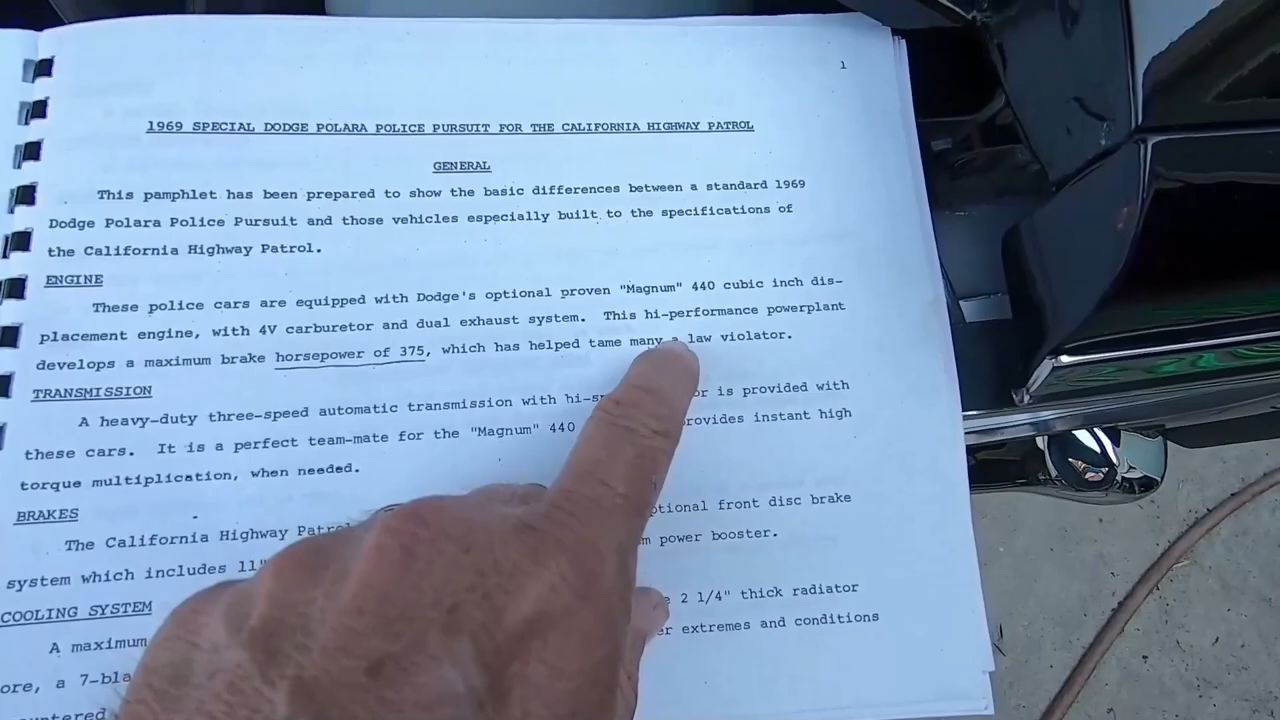 1
1969 SPECIAL DODGE POLARA POLICE PURSUIT FOR THE CALIFORNIA HIGHWAY PATROL
GENERAL
This pamphlet has been prepared to show the basic differences between a standard 1969
Dodge Polara Police Pursuit and those vehicles especially built to the specifications of
the California Highway Patrol.
ENGINE
These police cars are equipped with Dodge's optional proven "Magnum" 440 cubic inch dis-
placement engine, with 4V carburetor and dual exhaust system. This hi-performance powerplant
develops a maximum brake horsepower of 375, which has helped tame many a law violator.
TRANSMISSION
A heavy-duty three-speed automatic transmission with is provided with
these cars. It is a perfect team-mate for the "Magnum" 440 provides instant high
torque multiplication, when needed.
BRAKES
The California Highway Patrol optional front disc brake
system which includes 11" power booster.
COOLING SYSTEM
A maximum 2 1/4" thick radiator
extremes and conditions